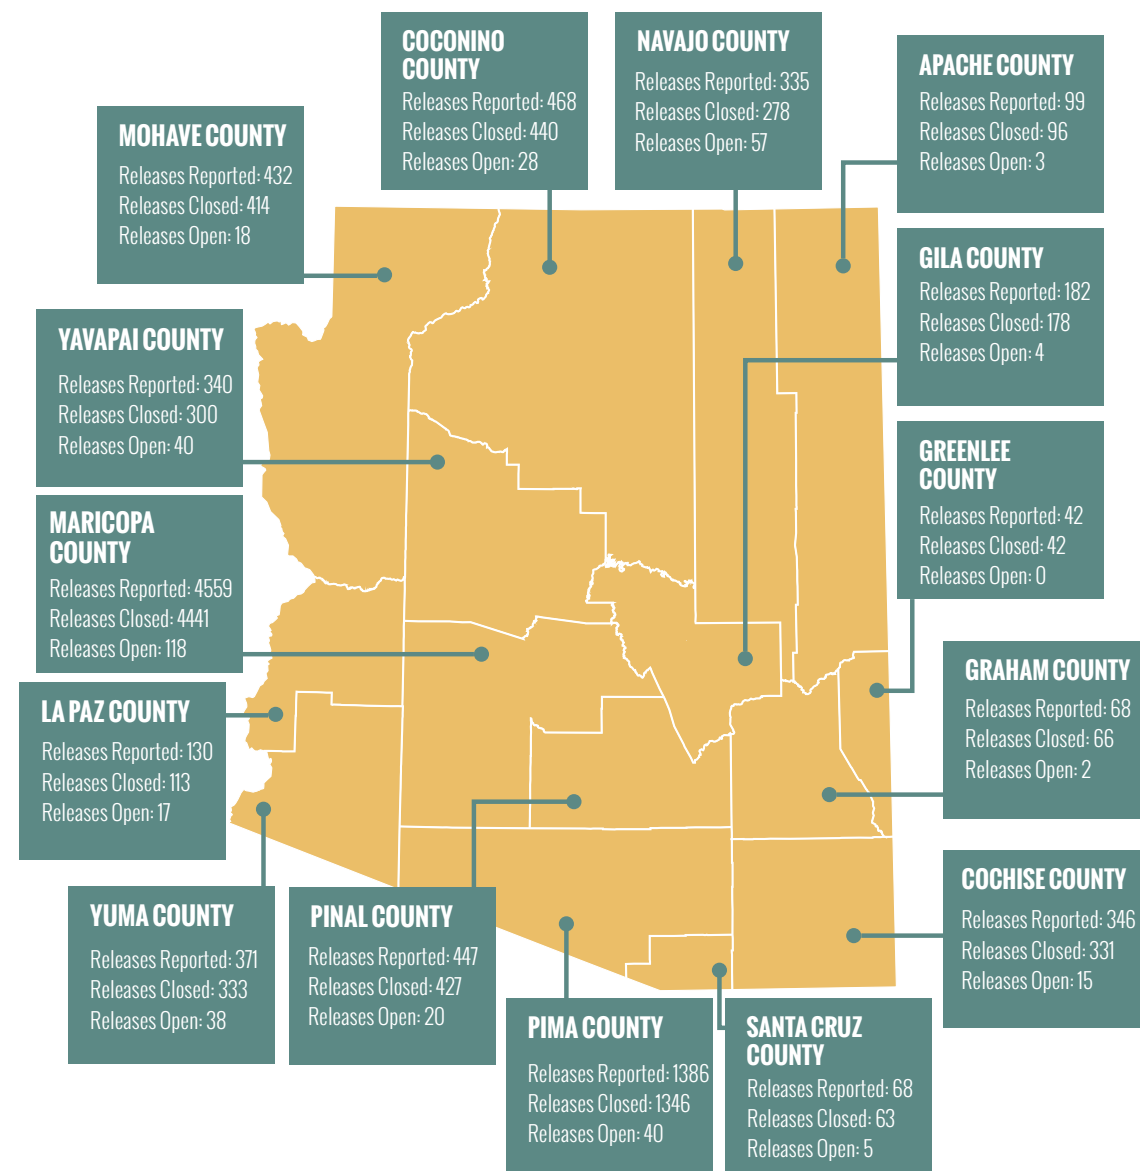 COCONINO
COUNTY
Releases Reported: 468
Releases Closed: 440
Releases Open: 28
NAVAJO COUNTY
Releases Reported: 335
Releases Closed: 278
Releases Open: 57
APACHE COUNTY
Releases Reported: 99
Releases Closed: 96
Releases Open: 3
MOHAVE COUNTY
Releases Reported: 432
Releases Closed: 414
Releases Open: 18
GILA COUNTY
Releases Reported: 182
Releases Closed: 178
Releases Open: 4
YAVAPAI COUNTY
Releases Reported: 340
Releases Closed: 300
Releases Open: 40
GREENLEE
COUNTY
Releases Reported: 42
Releases Closed: 42
Releases Open: 0
MARICOPA
COUNTY
Releases Reported: 4559
Releases Closed: 4441
Releases Open: 118
GRAHAM COUNTY
Releases Reported: 68
Releases Closed: 66
Releases Open: 2
LA PAZ COUNTY
Releases Reported: 130
Releases Closed: 113
Releases Open: 17
COCHISE COUNTY
Releases Reported: 346
Releases Closed: 331
Releases Open: 15
YUMA COUNTY
Releases Reported: 371
Releases Closed: 333
Releases Open: 38
PINAL COUNTY
Releases Reported: 447
Releases Closed: 427
Releases Open: 20
PIMA COUNTY
Releases Reported: 1386
Releases Closed: 1346
Releases Open: 40
SANTA CRUZ
COUNTY
Releases Reported: 68
Releases Closed: 63
Releases Open: 5